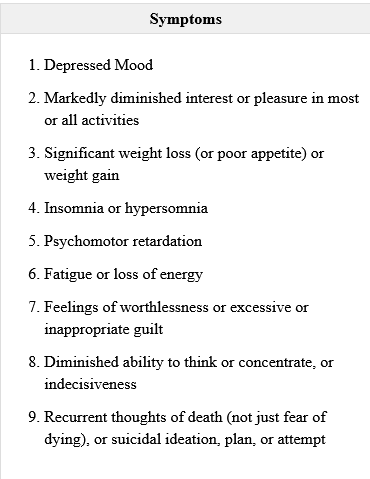 Symptoms
1. Depressed Mood
2. Markedly diminished interest or pleasure in most
or all activities
3. Significant weight loss (or poor appetite) or
weight gain
4. Insomnia or hypersomnia
5. Psychomotor retardation
6. Fatigue or loss of energy
7. Feelings of worthlessness or excessive or
inappropriate guilt
8. Diminished ability to think or concentrate, or
indecisiveness
9. Recurrent thoughts of death (not just fear of
dying), or suicidal ideation, plan, or attempt